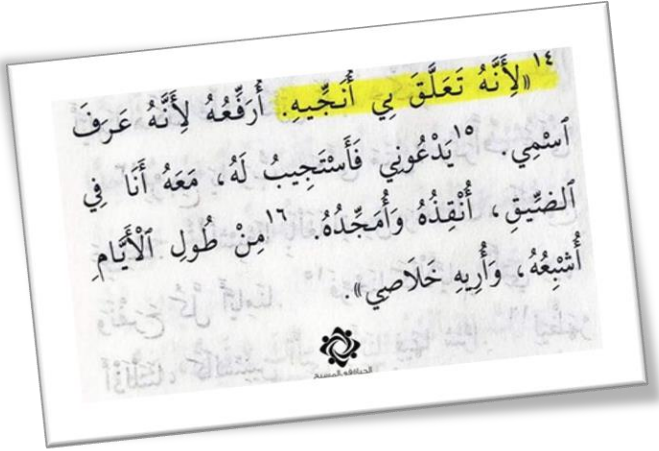 ١٤ «لِأَنَّهُ تَعَلَّقَ بِي أُنَجِّيهِ. أُرَفِّعُهُ لِأَنَّهُ عَرَفَ
ٱسْمِي. ١٥ يَدْعُونِي فَأَسْتَجِيبُ لَهُ، مَعَهُ أَنَا فِي
ٱلضِّيقِ، أُنْقِذُهُ وَأُمَجِّدُهُ. ١٦ مِنْ طُولِ ٱلْأَيَّامِ
أُشْبِعُهُ، وَأُرِيهِ خَلَاصِي».